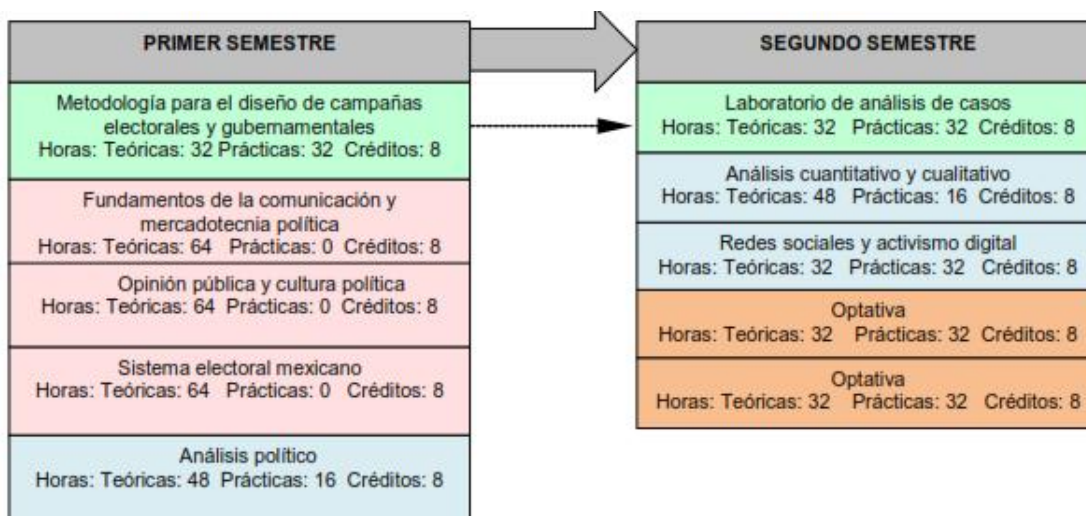 PRIMER SEMESTRE
Metodología para el diseño de campañas
electorales y gubernamentales
Horas: Teóricas: 32 Prácticas: 32 Créditos: 8
Fundamentos de la comunicación y
mercadotecnia política
Horas: Teóricas: 64 Prácticas: 0 Créditos: 8
Opinión pública y cultura política
Horas: Teóricas: 64 Prácticas: 0 Créditos: 8
Sistema electoral mexicano
Horas: Teóricas: 64 Prácticas: 0 Créditos: 8
Análisis político
Horas: Teóricas: 48 Prácticas: 16 Créditos: 8
SEGUNDO SEMESTRE
Laboratorio de análisis de casos
Horas: Teóricas: 32 Prácticas: 32 Créditos: 8
Análisis cuantitativo y cualitativo
Horas: Teóricas: 48 Prácticas: 16 Créditos: 8
Redes sociales y activismo digital
Horas: Teóricas: 32 Prácticas: 32 Créditos: 8
Optativa
Horas: Teóricas: 32 Prácticas: 32 Créditos: 8
Optativa
Horas: Teóricas: 32 Prácticas: 32 Créditos: 8